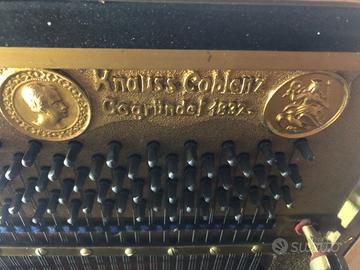 Knauss-Coblenz
Gegründet 1832.
subito